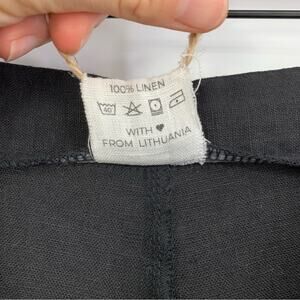 100% LINEN
40°
WITH ♥
FROM LITHUANIA